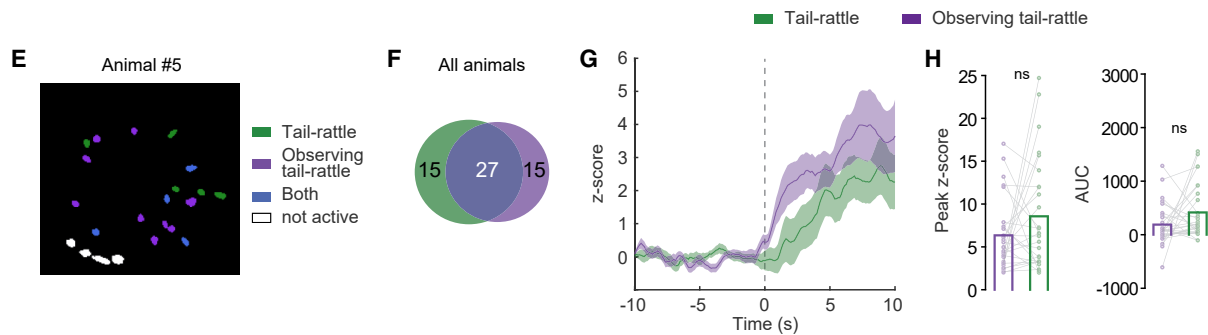 Tail-rattle
Observing tail-rattle
E
Animal #5
Tail-rattle
Observing
tail-rattle
Both
not active
F
All animals
15
27
15
G
z-score
6
5
4
3
2
1
0
-10
-5
0
5
10
Time (s)
H
Peak z-score
25
20
15
10
5
0
ns
AUC
3000
2000
1000
0
-1000
ns